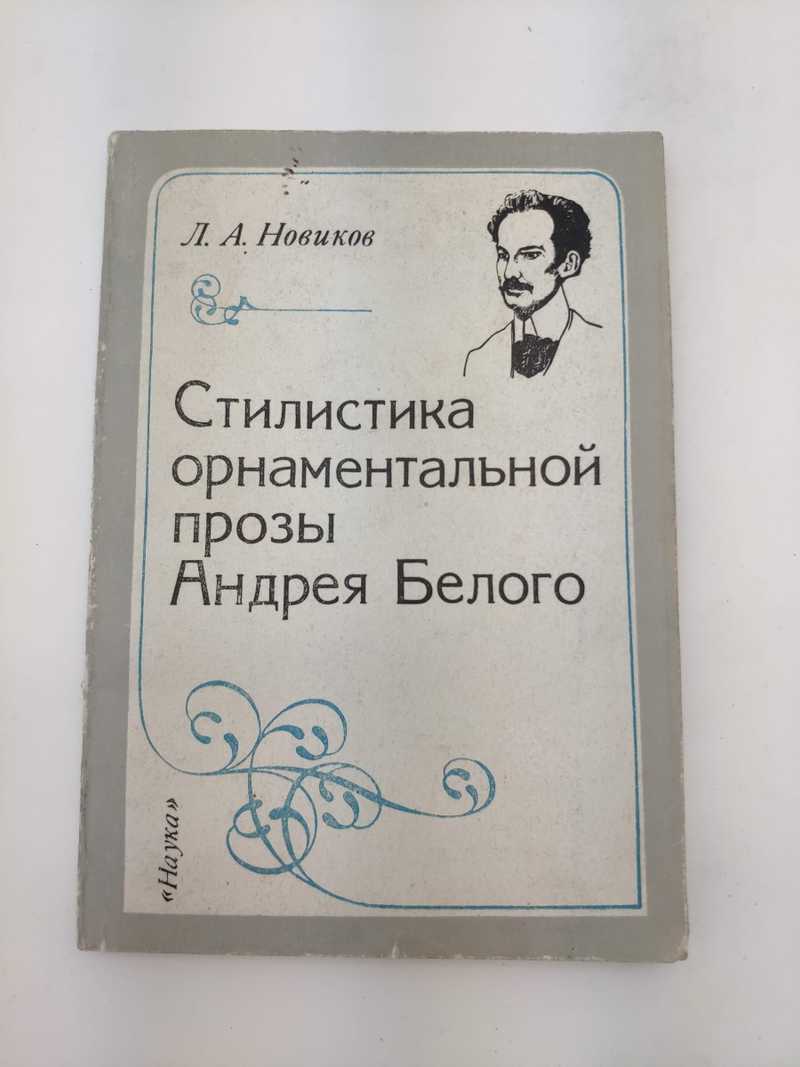 Л. А. Новиков
Стилистика
орнаментальной
прозы
Андрея Белого
«Наука»